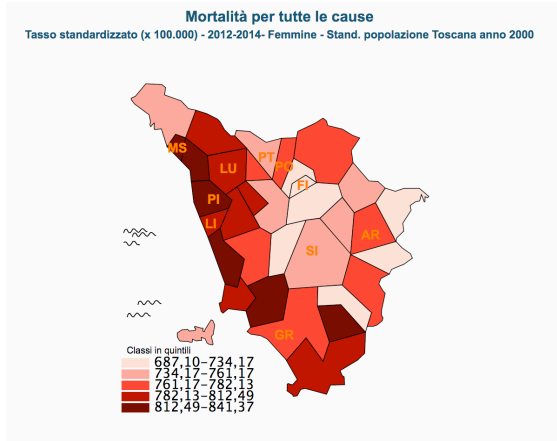 Mortalità per tutte le cause
Tasso standardizzato (x 100.000) - 2012-2014- Femmine - Stand. popolazione Toscana anno 2000
MS
LU
PT
PO
FI
PI
LI
AR
SI
GR
Classi in quintili
687,10-734,17
734,17-761,17
761,17-782,13
782,13-812,49
812,49-841,37